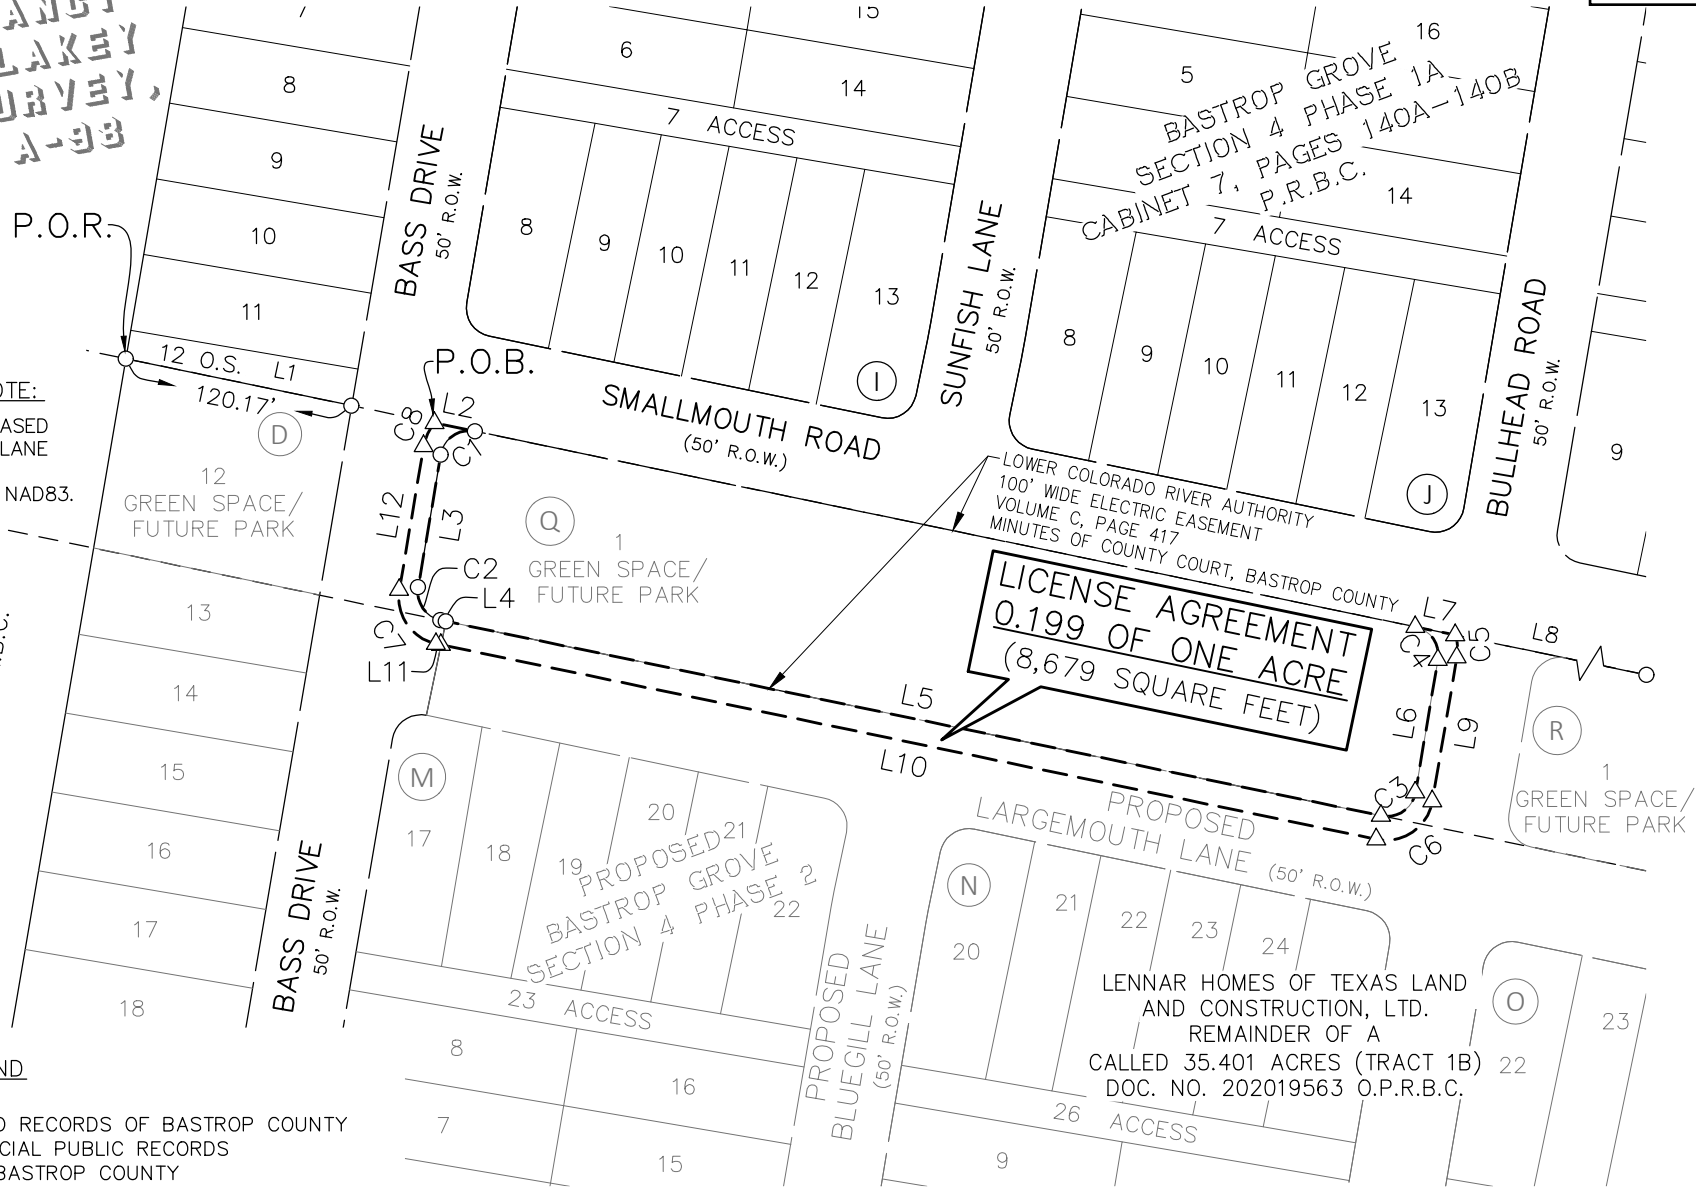 LAKEY
A-98
7
8
9
10
11
12 O.S.
L1
120.17'
P.O.R.
P.O.B.
BASS DRIVE
50' R.O.W.
6
15
14
7 ACCESS
8
9
10
11
12
13
I
SUNFISH LANE
50' R.O.W.
5
16
BASTROP GROVE
SECTION 4 PHASE 1A
CABINET 7, PAGES 140A-140B
P.R.B.C.
14
7 ACCESS
8
9
10
11
12
13
J
BULLHEAD ROAD
50' R.O.W.
9
SMALLMOUTH ROAD
(50' R.O.W.)
LOWER COLORADO RIVER AUTHORITY
100' WIDE ELECTRIC EASEMENT
VOLUME C, PAGE 417
MINUTES OF COUNTY COURT, BASTROP COUNTY
LICENSE AGREEMENT
0.199 OF ONE ACRE
(8,679 SQUARE FEET)
LANE
NAD83.
D
12
GREEN SPACE/
FUTURE PARK
C8
L2
C7
L12
L3
C2
L4
C7
L11
Q
1
GREEN SPACE/
FUTURE PARK
L5
L10
L7
C4
C5
L8
L6
L9
C3
C6
R
1
GREEN SPACE/
FUTURE PARK
13
14
15
16
17
18
BASS DRIVE
50' R.O.W.
M
17
18
19
20
21
22
PROPOSED
BASTROP GROVE
SECTION 4 PHASE 2
23 ACCESS
8
16
7
15
PROPOSED
LARGEMOUTH LANE (50' R.O.W.)
PROPOSED
BLUEGILL LANE
(50' R.O.W.)
N
20
21
22
23
24
LENNAR HOMES OF TEXAS LAND
AND CONSTRUCTION, LTD.
REMAINDER OF A
CALLED 35.401 ACRES (TRACT 1B)
DOC. NO. 202019563 O.P.R.B.C.
26 ACCESS
9
O
22
23
RECORDS OF BASTROP COUNTY
PUBLIC RECORDS
BASTROP COUNTY